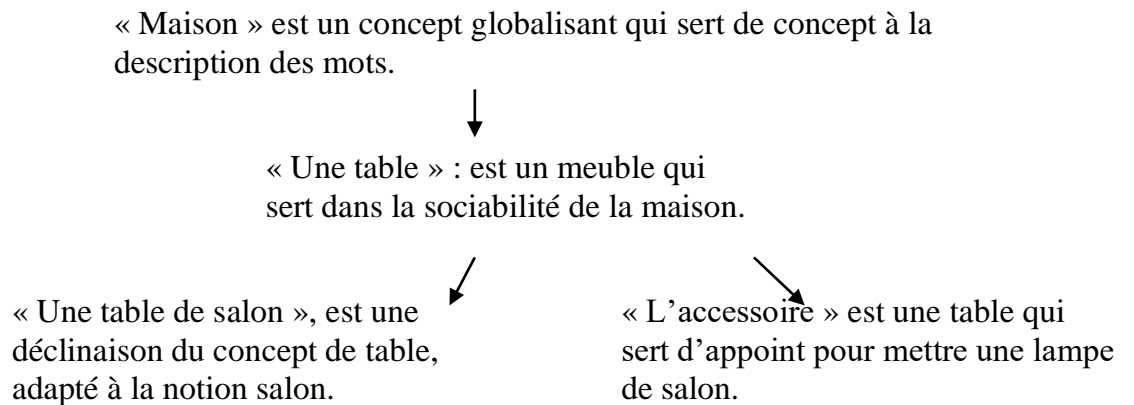 « Maison » est un concept globalisant qui sert de concept à la
description des mots.
« Une table » : est un meuble qui
sert dans la sociabilité de la maison.
« Une table de salon », est une
déclinaison du concept de table,
adapté à la notion salon.
« L’accessoire » est une table qui
sert d’appoint pour mettre une lampe
de salon.